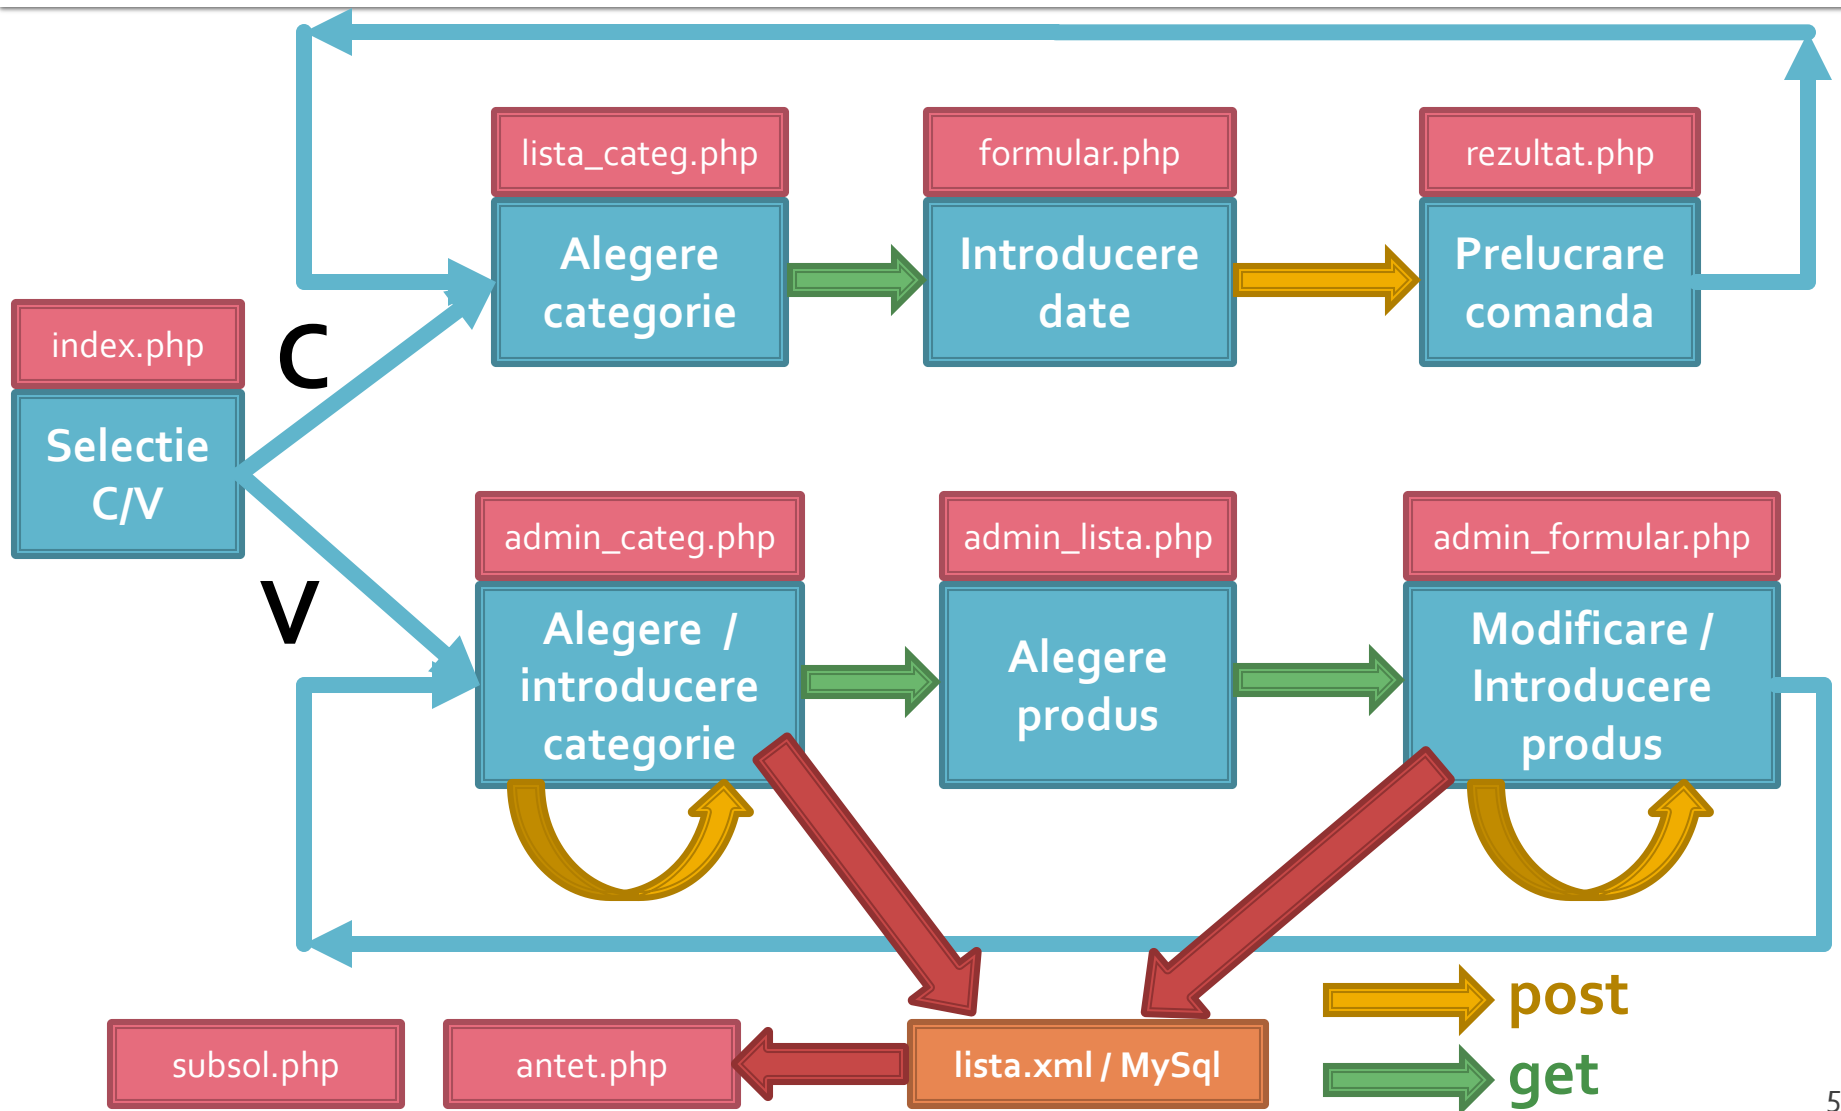 lista_categ.php
formular.php
rezultat.php
Alegere
categorie
Introducere
date
Prelucrare
comanda
index.php
C
Selectie
C/V
V
admin_categ.php
admin_lista.php
admin_formular.php
Alegere /
introducere
categorie
Alegere
produs
Modificare /
Introducere
produs
post
subsol.php
antet.php
lista.xml / MySql
get
5